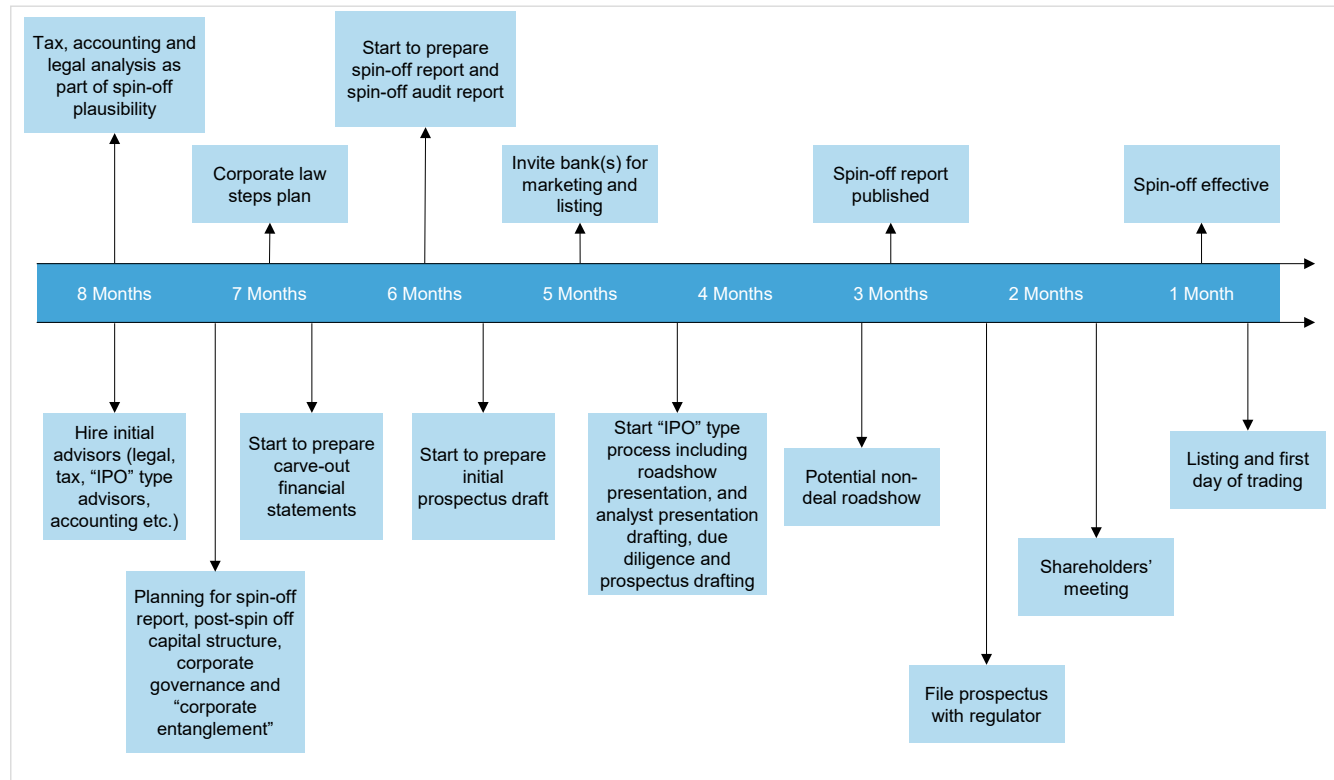 Tax, accounting and
legal analysis as
part of spin-off
plausibility
Start to prepare
spin-off report and
spin-off audit report
Corporate law
steps plan
Invite bank(s) for
marketing and
listing
Spin-off report
published
Spin-off effective
8 Months
7 Months
6 Months
5 Months
4 Months
3 Months
2 Months
1 Month
Hire initial
advisors (legal,
tax, “IPO” type
advisors,
accounting etc.)
Start to prepare
carve-out
financial
statements
Start to prepare
initial
prospectus draft
Start “IPO” type
process including
roadshow
presentation, and
analyst presentation
drafting, due
diligence and
prospectus drafting
Potential non-
deal roadshow
Listing and first
day of trading
Shareholders’
meeting
Planning for spin-off
report, post-spin off
capital structure,
corporate
governance and
“corporate
entanglement”
File prospectus
with regulator